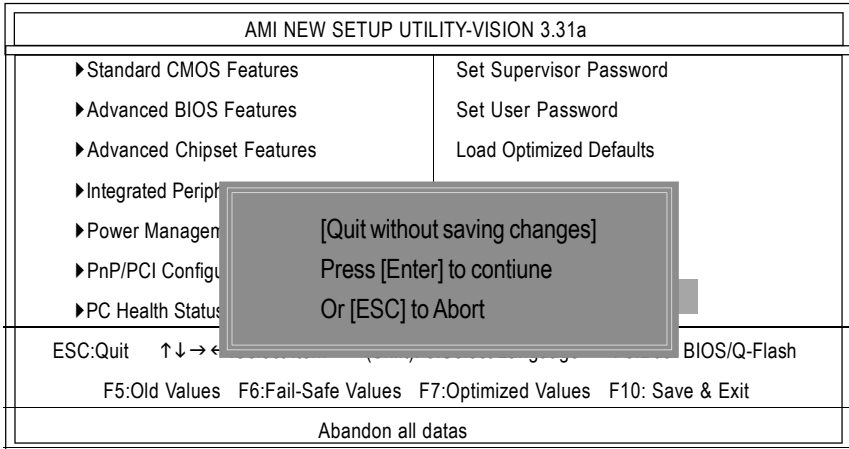 AMI NEW SETUP UTILITY-VISION 3.31a
▶Standard CMOS Features
▶Advanced BIOS Features
▶Advanced Chipset Features
▶Integrated
▶Power
▶PnP/PCI
▶PC Health Status
Set Supervisor Password
Set User Password
Load Optimized Defaults
[Quit without saving changes]
Press [Enter] to contiune
Or [ESC] to Abort
ESC:Quit ↑↓→← BIOS/Q-Flash
F5:Old Values F6:Fail-Safe Values F7:Optimized Values F10: Save & Exit
Abandon all datas